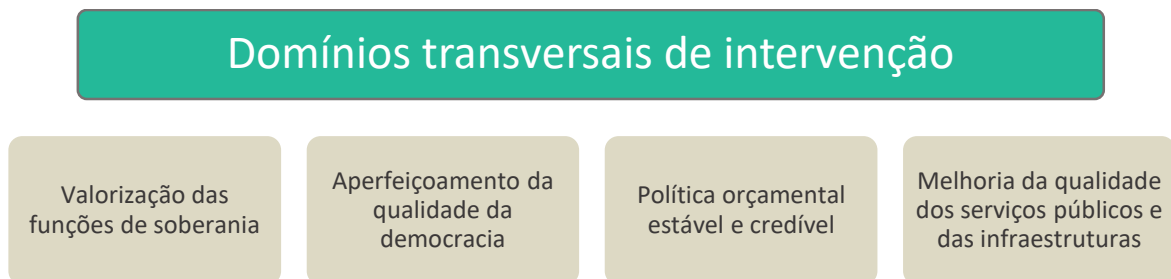 Domínios transversais de intervenção
Valorização das
funções de soberania
Aperfeiçoamento da
qualidade da
democracia
Política orçamental
estável e credível
Melhoria da qualidade
dos serviços públicos e
das infraestruturas